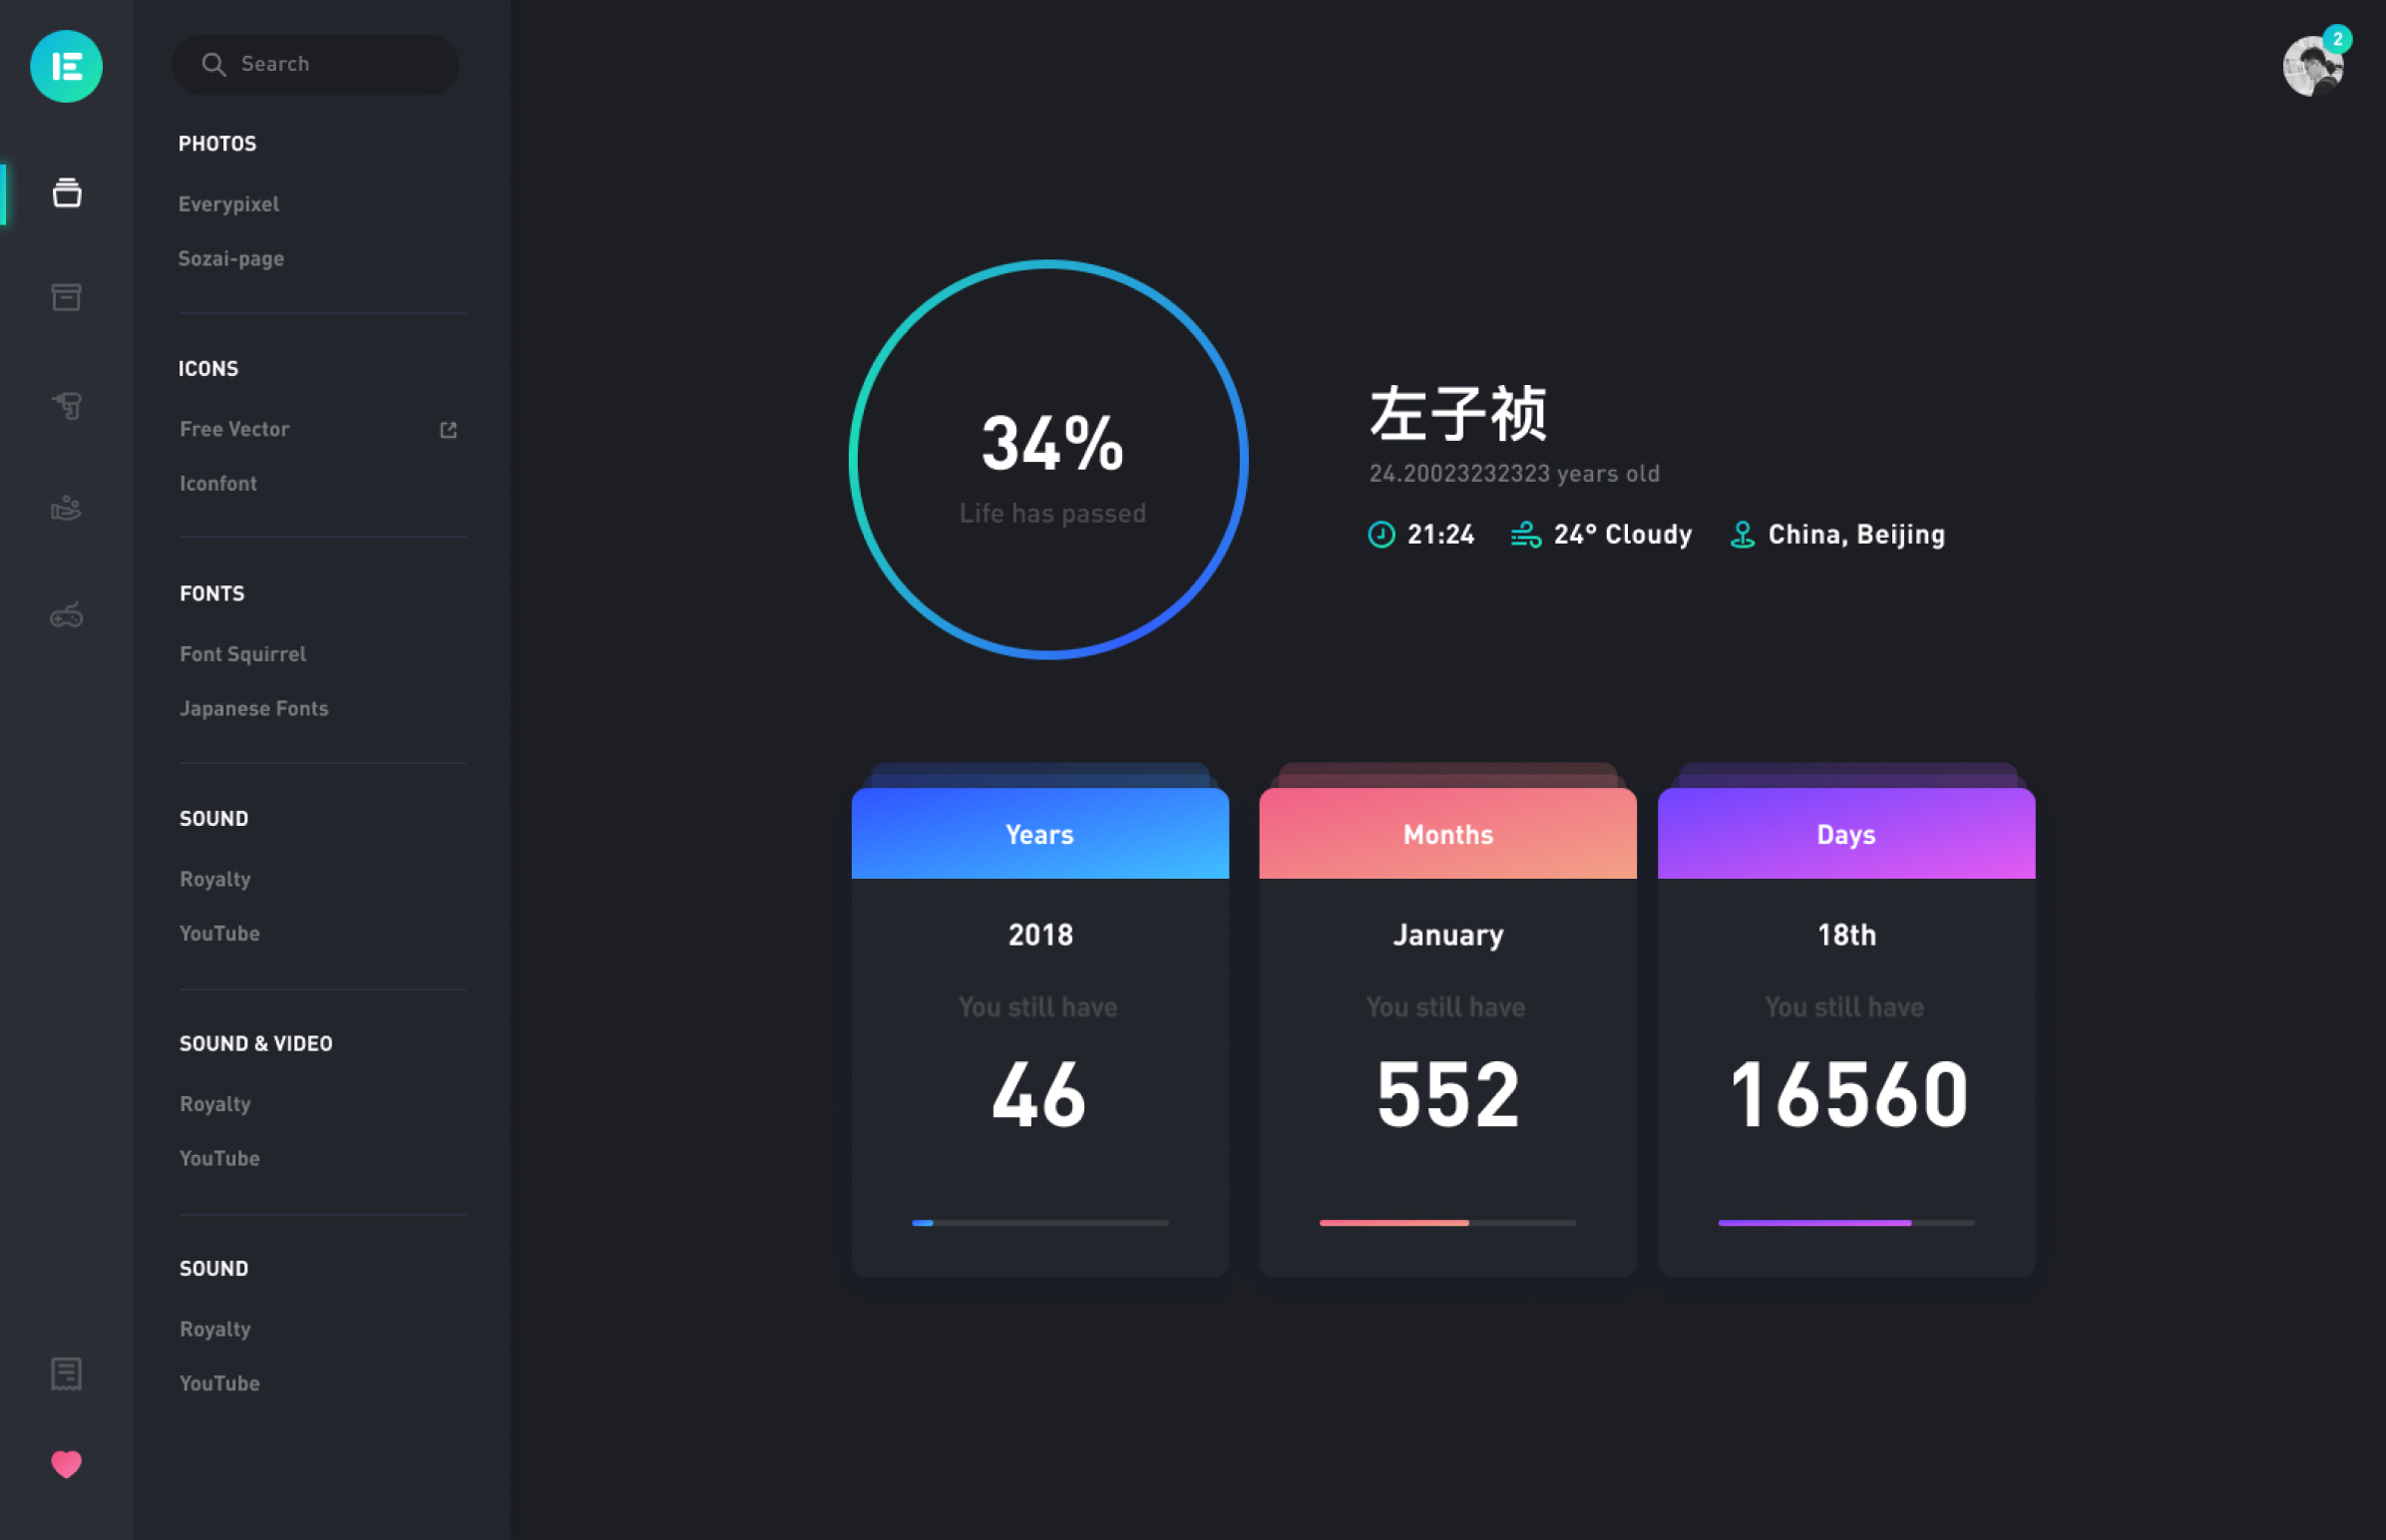 Search
PHOTOS
Everypixel
Sozai-page
ICONS
Free Vector
Iconfont
FONTS
Font Squirrel
Japanese Fonts
SOUND
Royalty
YouTube
SOUND & VIDEO
Royalty
YouTube
SOUND
Royalty
YouTube
2
34%
Life has passed
左子祯
24.20023232323 years old
21:24 24° Cloudy China, Beijing
Years
2018
You still have
46
Months
January
You still have
552
Days
18th
You still have
16560